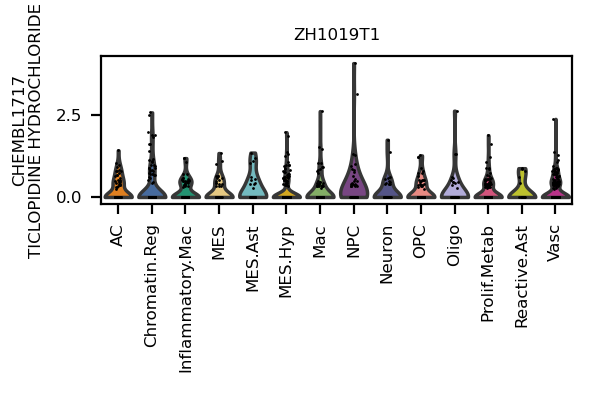 ZH1019T1
CHEMBL1717
TICLOPIDINE HYDROCHLORIDE
2.5
0.0
AC
Chromatin.Reg
Inflammatory.Mac
MES
MES.Ast
MES.Hyp
Mac
NPC
Neuron
OPC
Oligo
Prolif.Metab
Reactive.Ast
Vasc